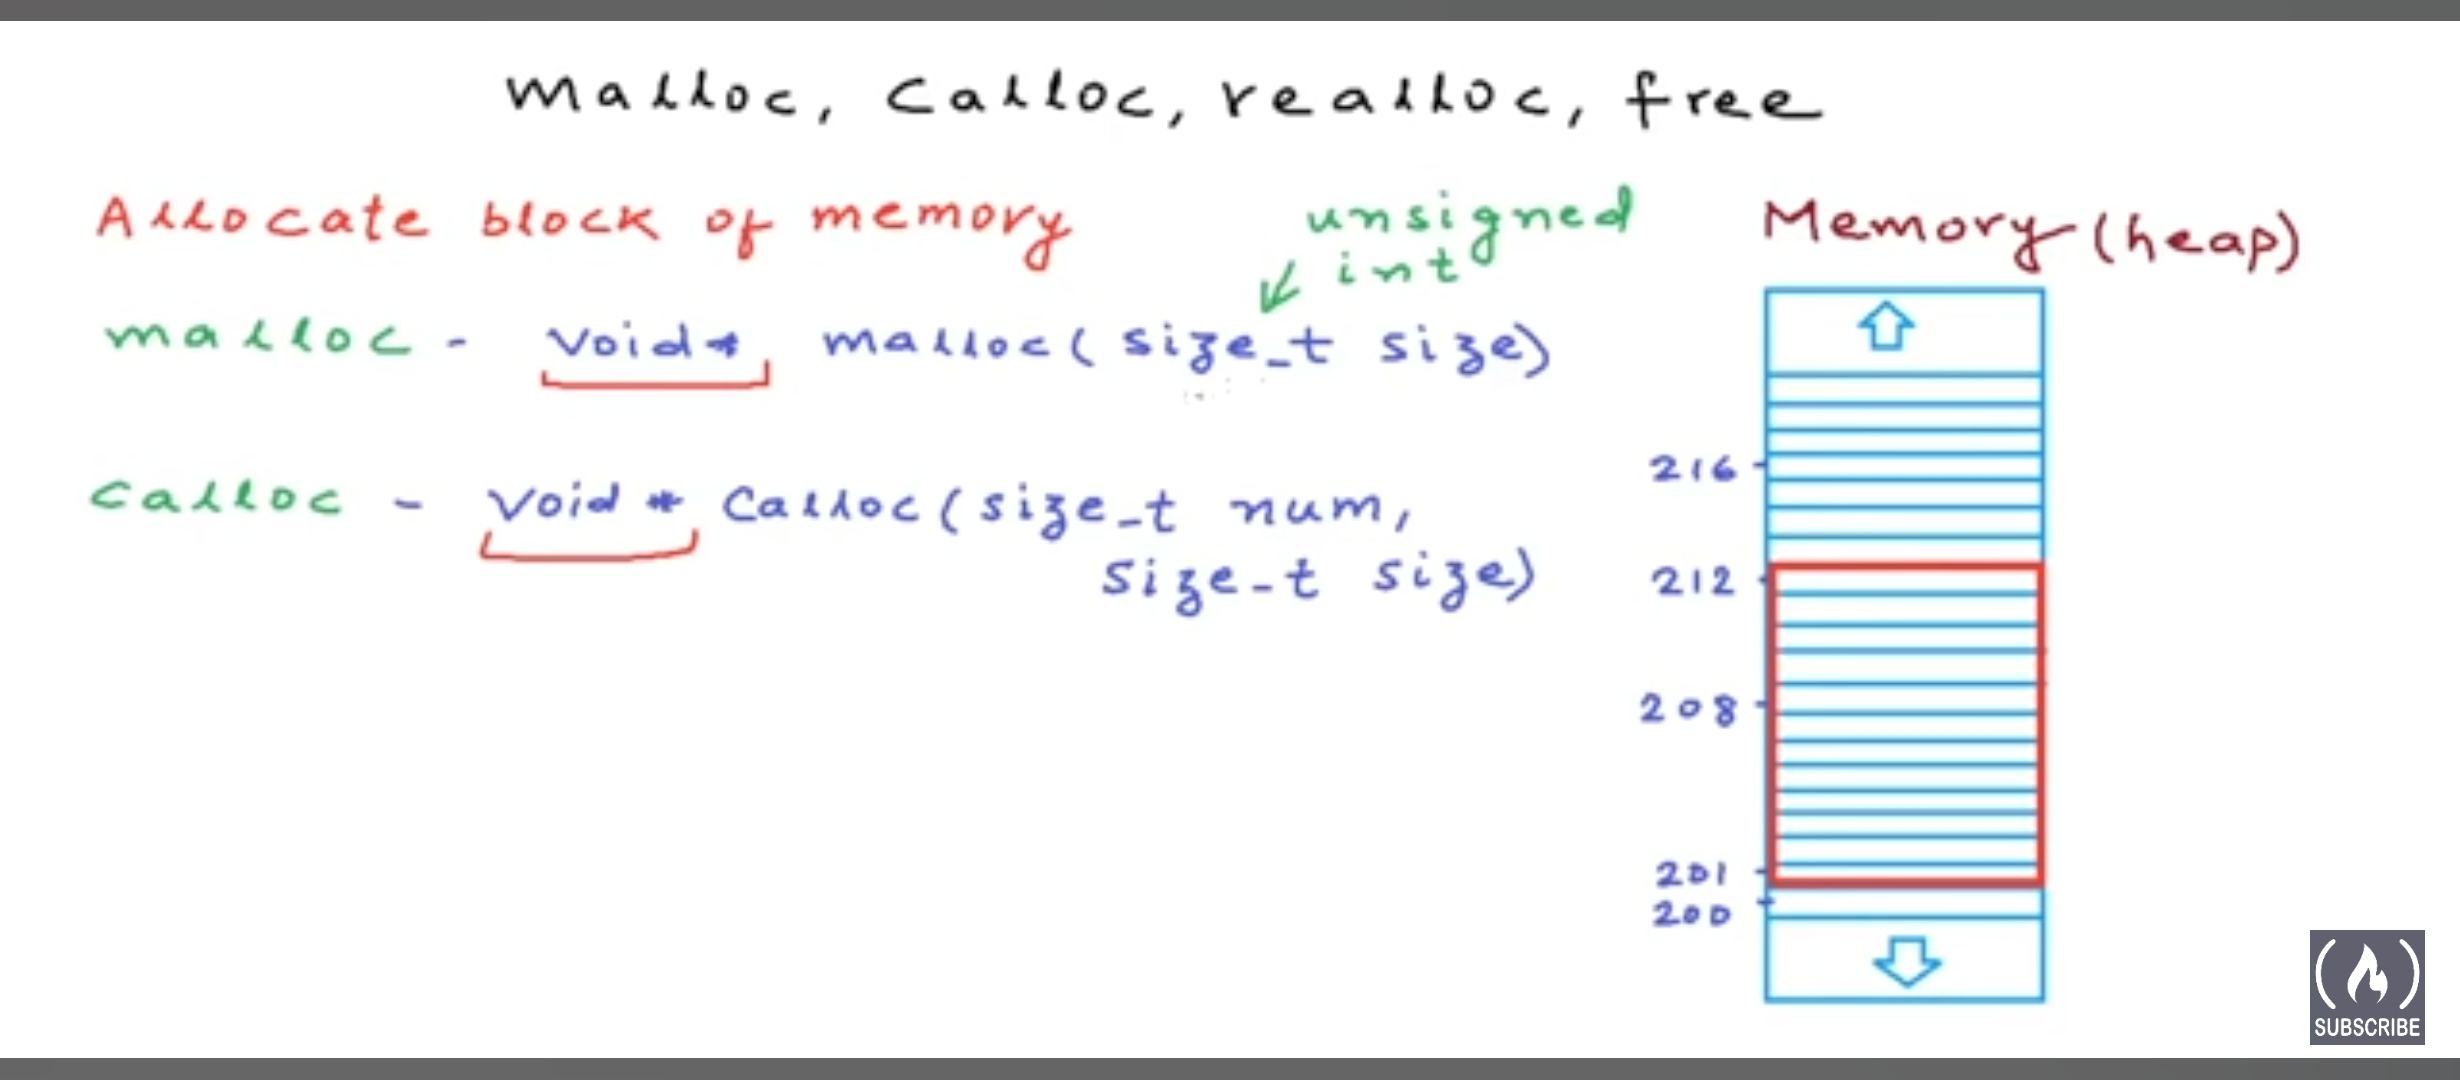 malloc, calloc, realloc, free
Allocate block of memory
unsigned
int
malloc - void* malloc(size_t size)
calloc - void * calloc(size_t num,
size_t size)
Memory (heap)
216
212
208
201
200
SUBSCRIBE